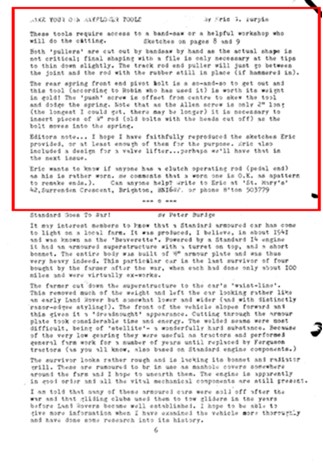 MAKE YOUR OWN            TOOLS      by Eric G. Turpin
These tools require access to a band-saw or a helpful workshop who
will do the cutting.      Sketches on pages 8 and 9
Both 'pullers' are cut out by bandsaw by hand as the actual shape is
not critical; final shaping with a file is only necessary at the tips
to thin down slightly. The track rod end puller will just go between
the joint and the rod with the rubber still in place (if hammered in).
The rear spring front end pivot bolt is a so-and-so to get out and
this tool (according to Robin who has used it) is worth its weight
in gold! The 'push' screw is offset from centre to skew the tool
and dodge the spring. Note that as the Allen screw is only 2" long
(the longest I could get, there may be longer) it is necessary to
insert pieces of       rod (old bolts with the heads cut off) as the
bolt moves into the spring.
Editors note... I hope I have faithfully reproduced the sketches Eric
provided, or at least enough of them for the purpose. Eric also
included a design for a valve lifter...perhaps we'll have that in
the next issue.
Eric wants to know if anyone has a clutch operating rod (pedal end)
as his is rather worn. He comments that a worn one is O.K. as a pattern
to remake ends.).    Can anyone help? write to Eric at 'St. Mary's'
42,Surrenden Crescent, Brighton,            or phone B'ton 503779
Standard Goes To War!      by Peter Buridge
It may interest members to know that a Standard armoured car has come
to light on a local farm. It was produced, I believe, in about 1941
and was known as the 'Beaverette'. Powered by a Standard 14 engine
it had an armoured superstructure with a turret on top, and a short
bonnet. The entire body was built of       armour plate and was thus
very heavy indeed. This particular car is the last survivor of four
bought by the farmer after the war, when each had done only about 100
miles and were virtually ex-works.
The farmer cut down the superstructure to the car's 'waist-line'.
This removed much of the weight and left the car looking rather like
an early Land Rover but somewhat lower and wider (and with distinctly
razor-edge styling!). The front of the vehicle slopes forward and
this gives it a 'dreadnought' appearance. Cutting through the armour
plate took considerable time and energy. The welded seams were most
difficult, being of 'stellite' - a wonderfully hard substance. Because
of the very low gearing they were useful as tractors and performed
general farm work for a number of years until replaced by Ferguson
tractors (as you all know, also based on Standard engine components.)
The survivor looks rather rough and is lacking its bonnet and radiator
grill. These are rumoured to be in use as manhole covers somewhere
around the farm and I hope to unearth them. The engine is apparently
in good order and all the vital mechanical components are still present.
I am told that many of these armoured cars were sold off after the
war and that gliding clubs used them to tow gliders in the years
before Land Rovers became well established. I hope to be able to
give more information when I have examined the vehicle more thoroughly
and have done some research into its history.
6